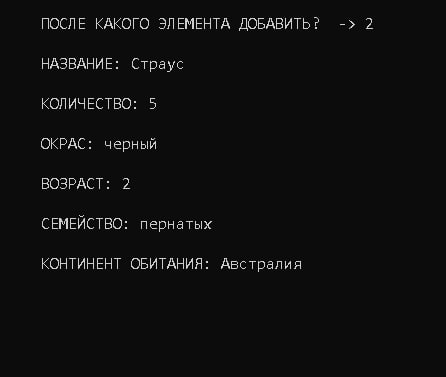 ПОСЛЕ КАКОГО ЭЛЕМЕНТА ДОБАВИТЬ?  -> 2
НАЗВАНИЕ: Страус
КОЛИЧЕСТВО: 5
ОКРАС: черный
ВОЗРАСТ: 2
СЕМЕЙСТВО: пернатых
КОНТИНЕНТ ОБИТАНИЯ: Австралия